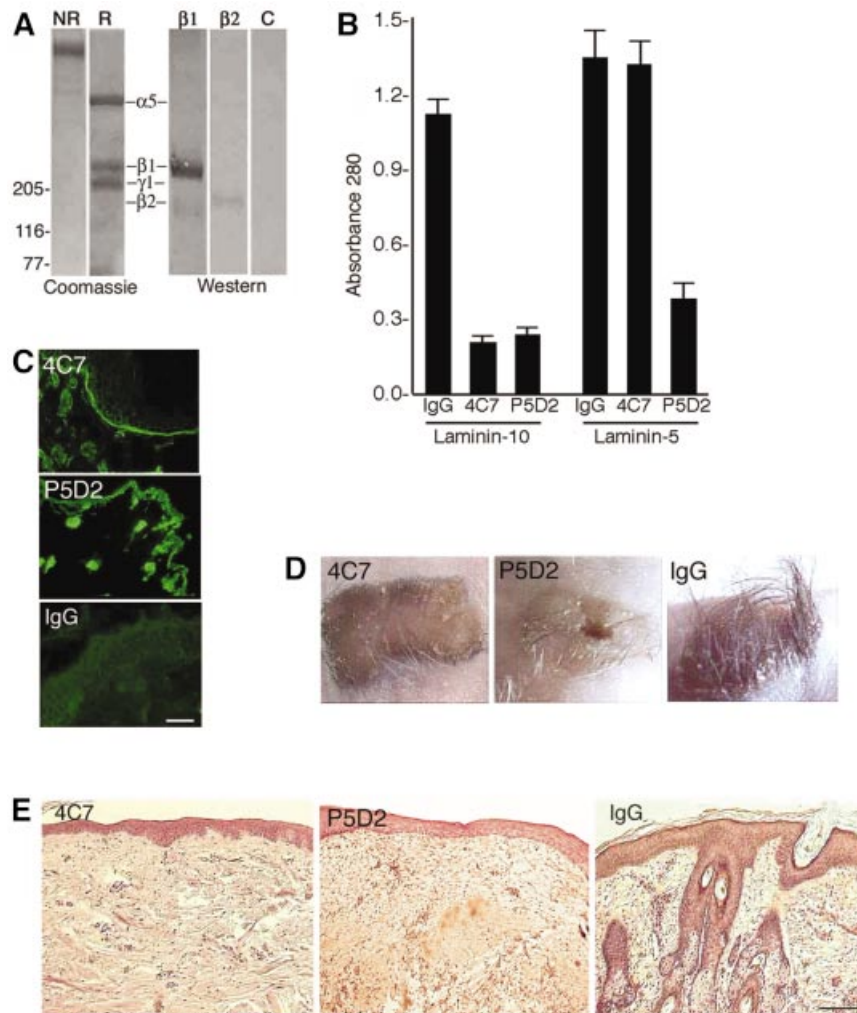 A
NR R β1 β2 C
α5
β1
γ1
β2
205-
116-
77-
Coomassie Western
B
Absorbance 280
1.5-
1.2-
0.9-
0.6-
0.3-
0.0-
IgG 4C7 P5D2 IgG 4C7 P5D2
Laminin-10 Laminin-5
C
4C7
P5D2
IgG
D
4C7 P5D2 IgG
E
4C7 P5D2 IgG